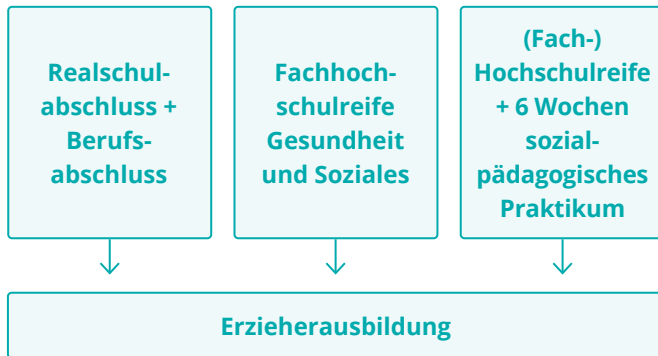 Realschul-
abschluss +
Berufs-
abschluss
Fachhoch-
schulreife
Gesundheit
und Soziales
(Fach-)
Hochschulreife
+ 6 Wochen
sozial-
pädagogisches
Praktikum
Erzieherausbildung